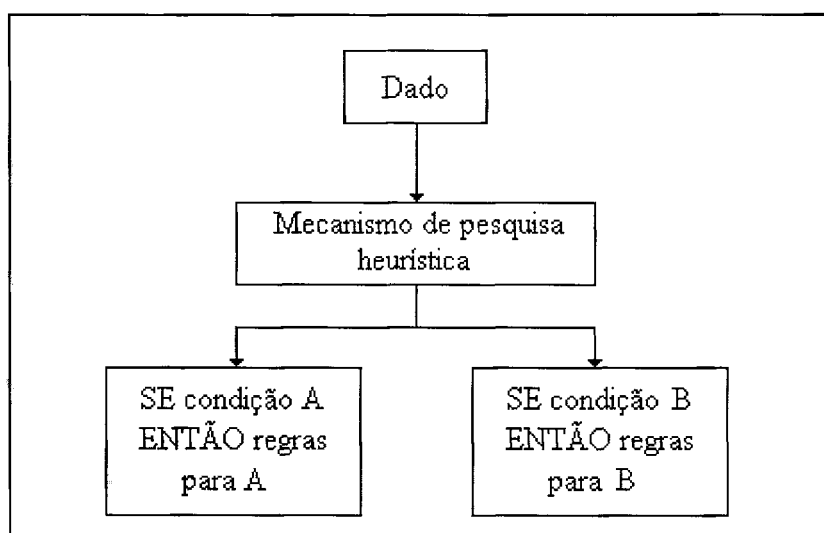 Dado
Mecanismo de pesquisa
heurística
SE condição A
ENTÃO regras
para A
SE condição B
ENTÃO regras
para B